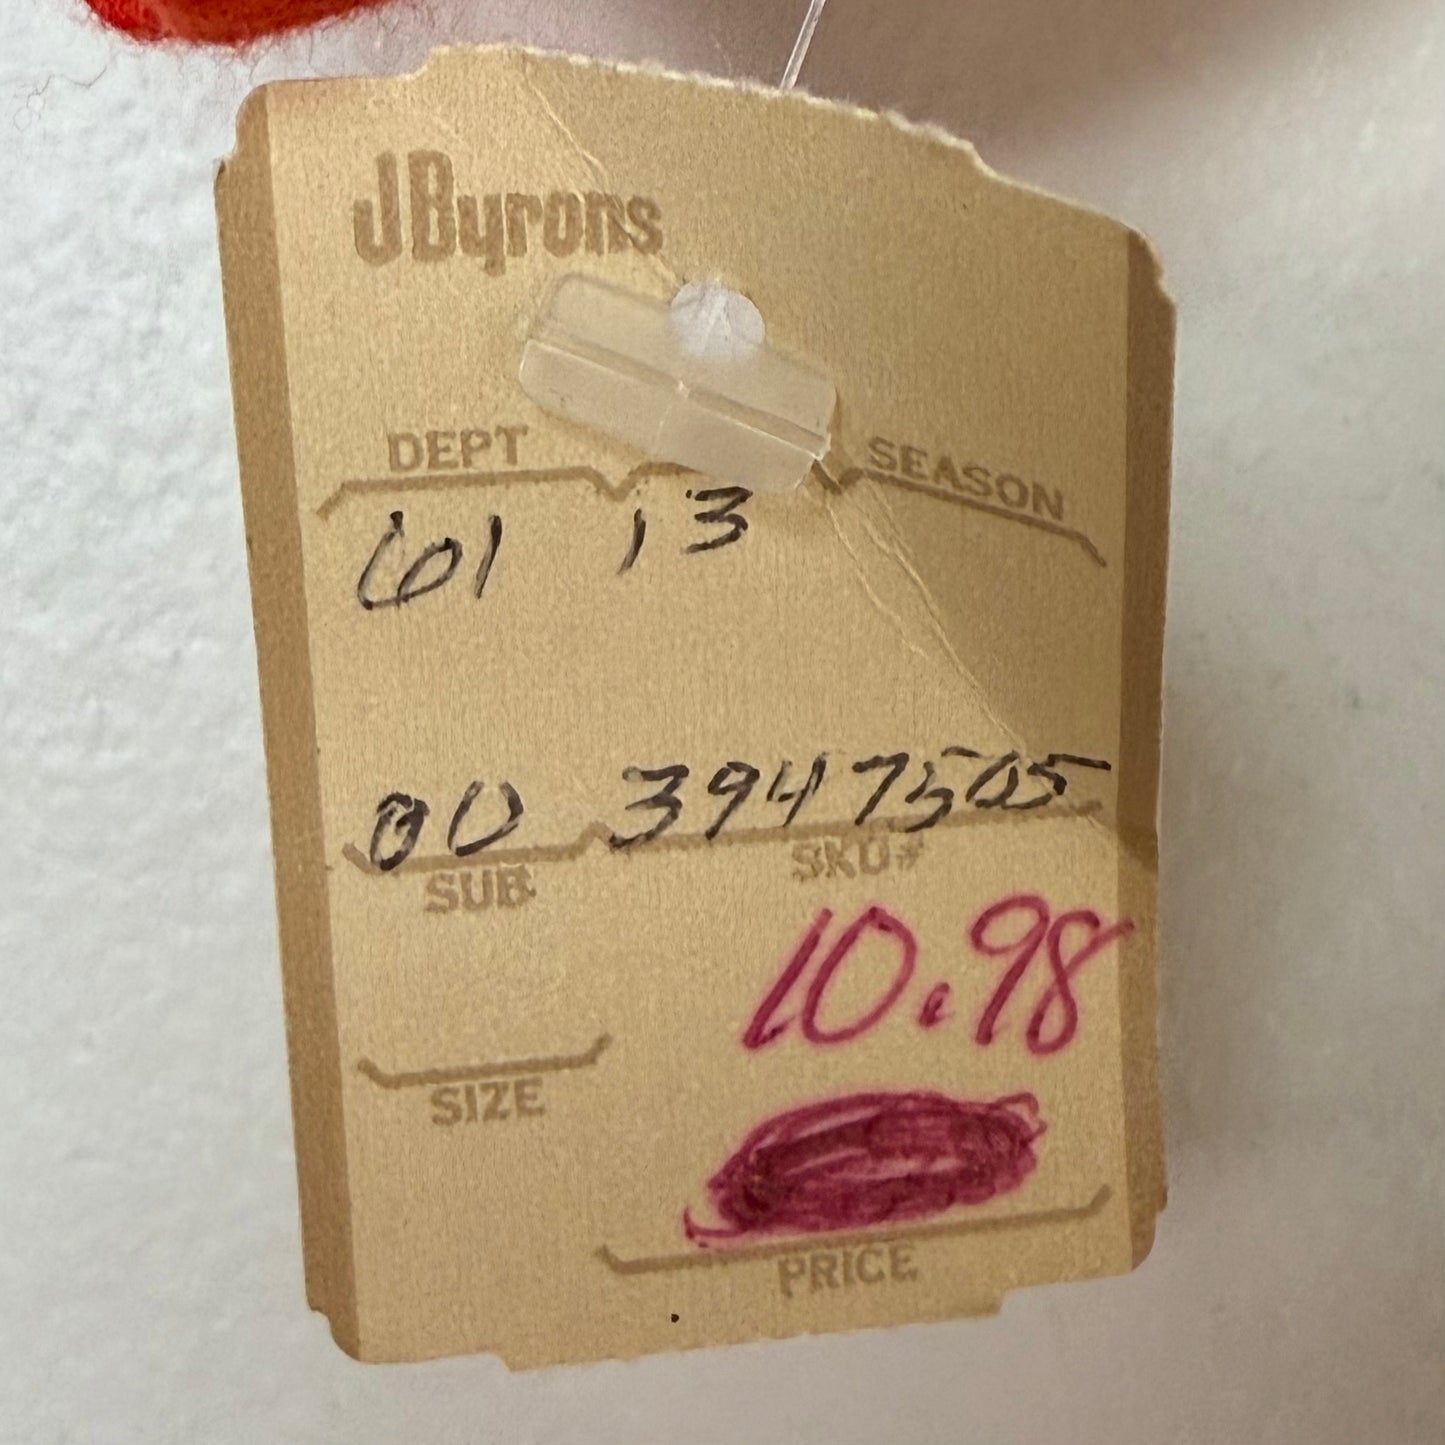 JByrons
DEPT SEASON
601 13
00 3947505
SUB SKU#
10.98
SIZE
PRICE